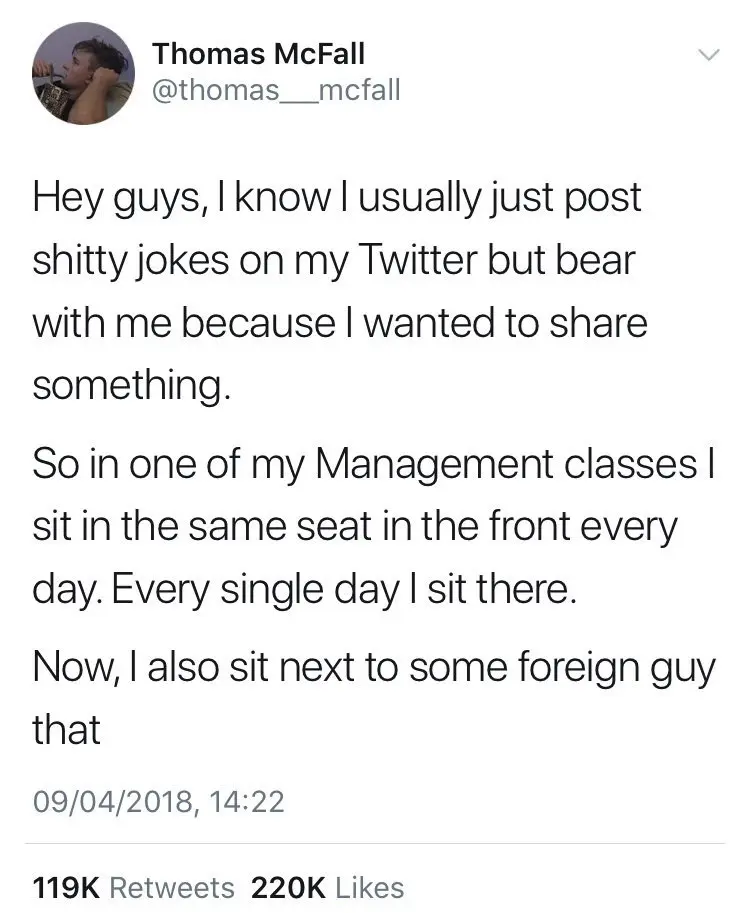 Thomas McFall
@thomas__mcfall
Hey guys, I know I usually just post
shitty jokes on my Twitter but bear
with me because I wanted to share
something.
So in one of my Management classes I
sit in the same seat in the front every
day. Every single day I sit there.
Now, I also sit next to some foreign guy
that
09/04/2018, 14:22
119K Retweets 220K Likes